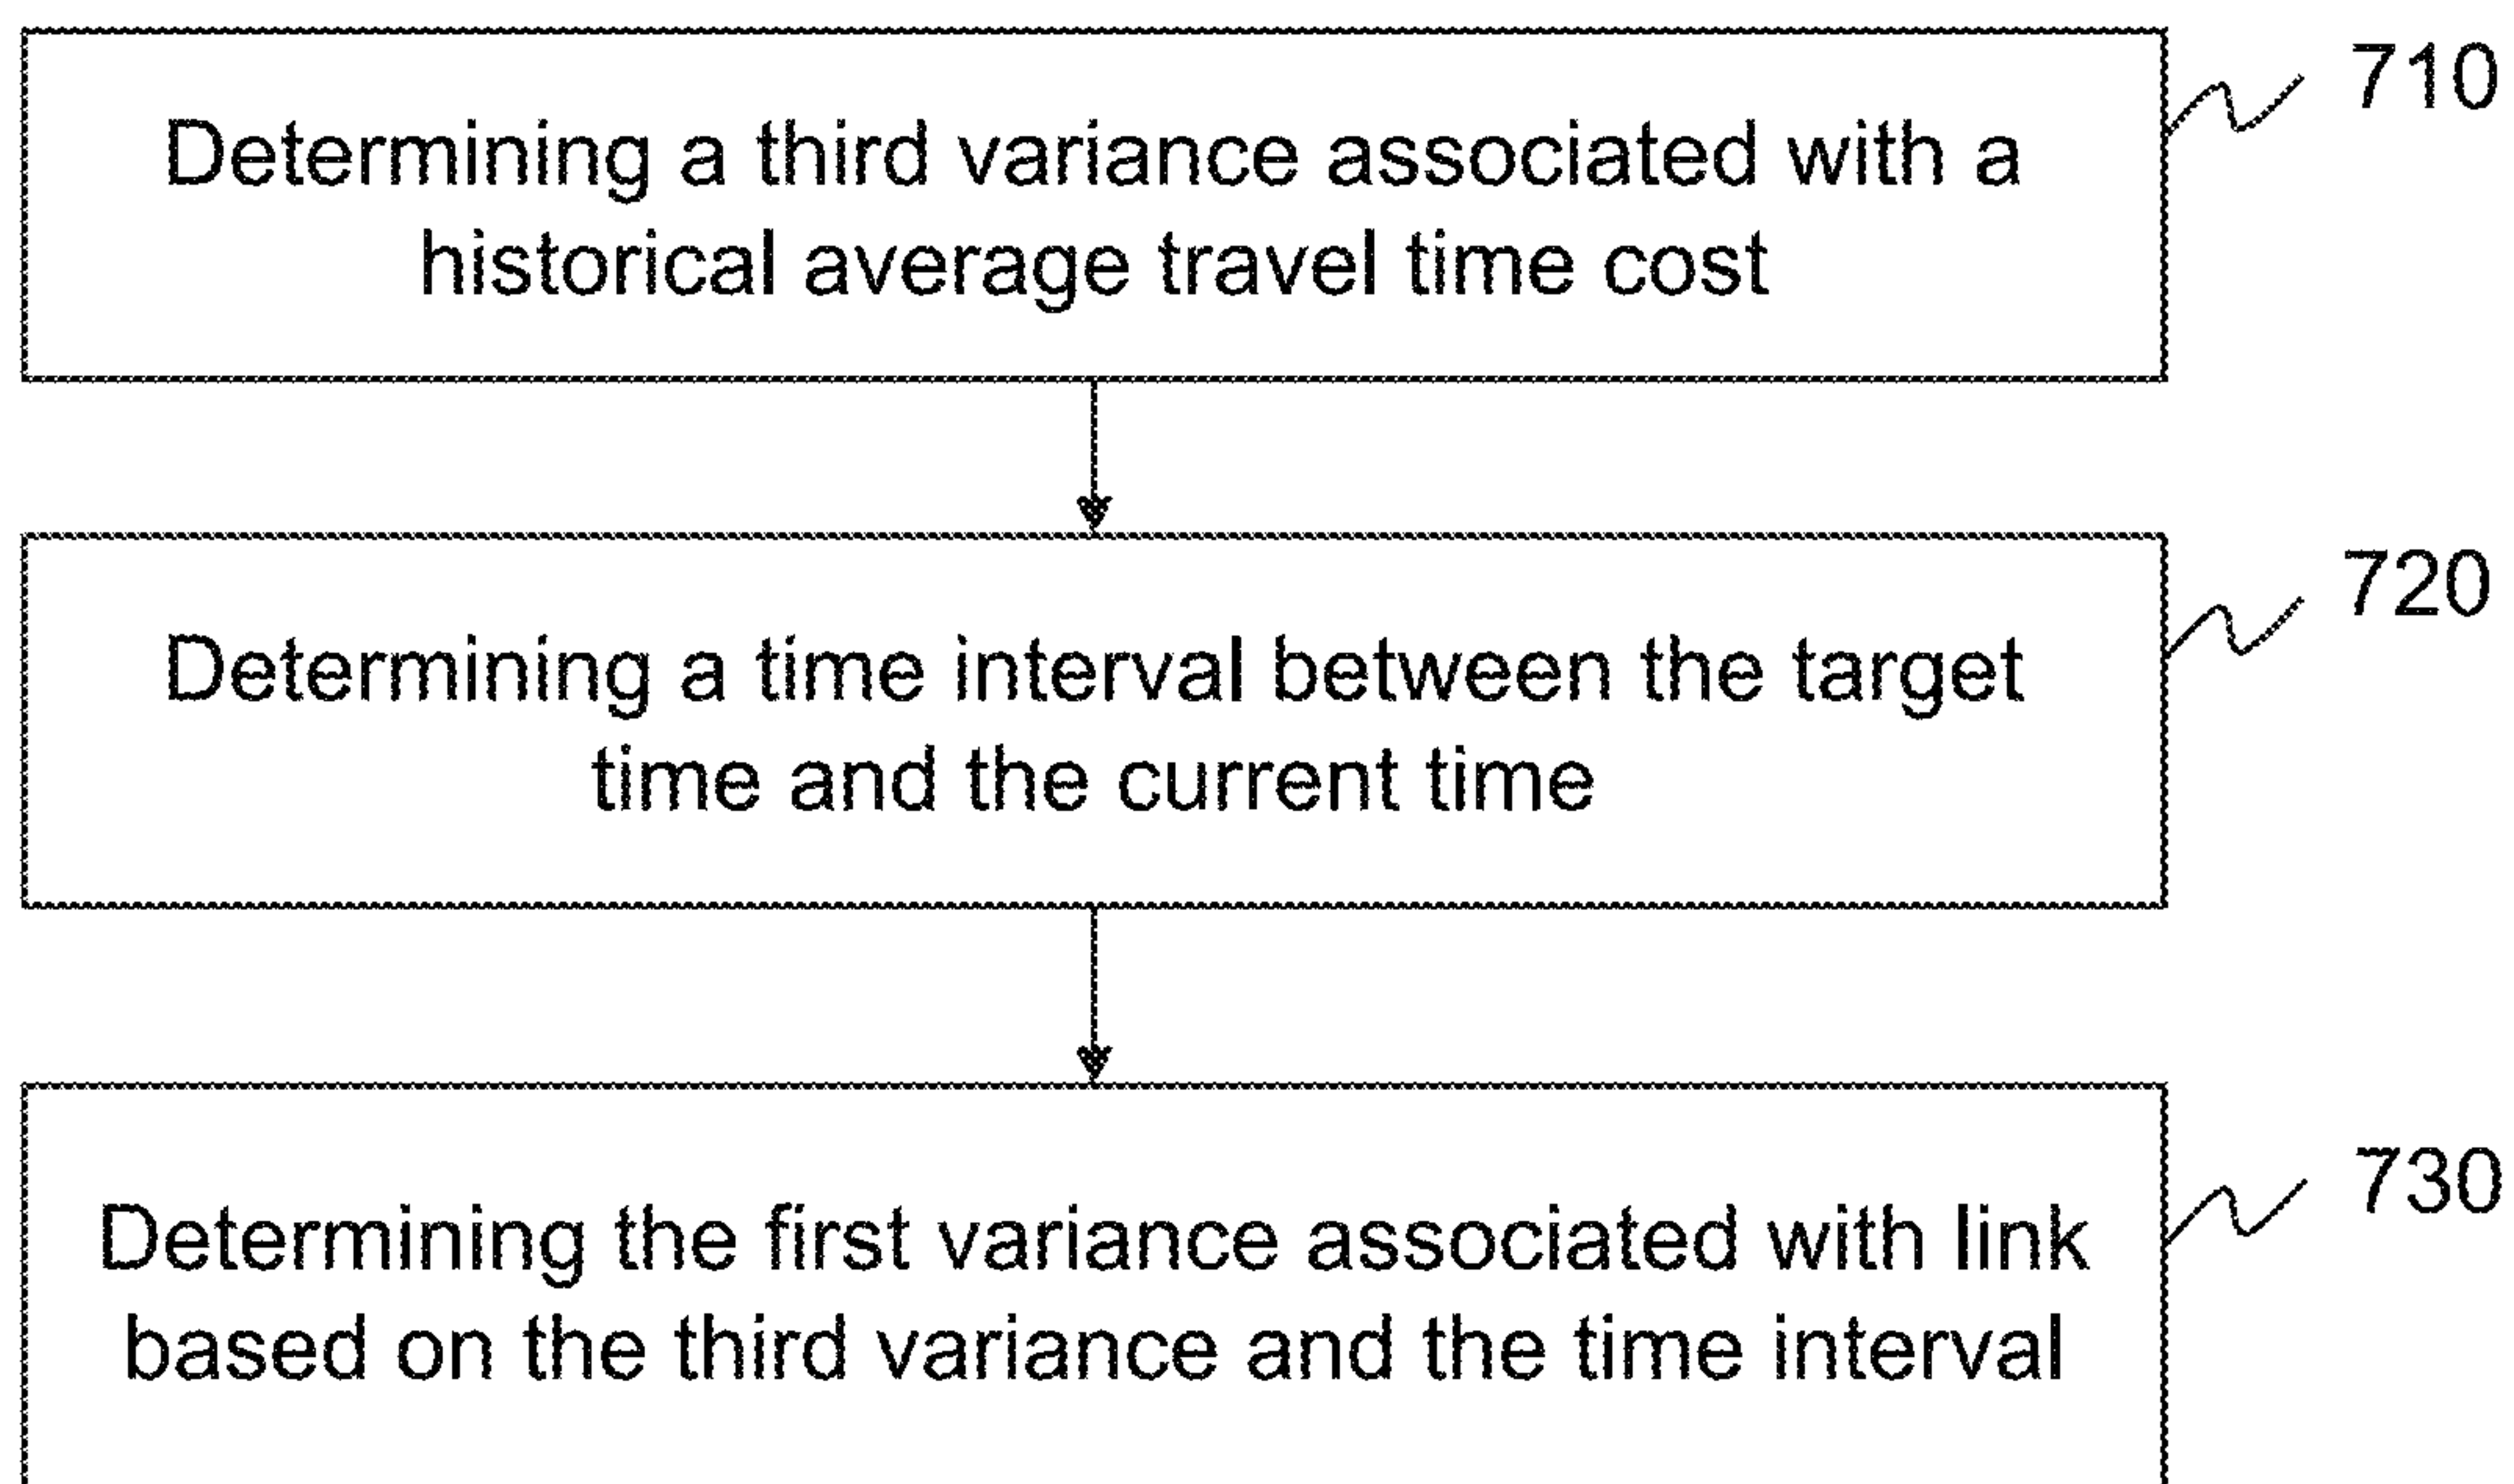 710
Determining a third variance associated with a
historical average travel time cost
720
Determining a time interval between the target
time and the current time
730
Determining the first variance associated with link
based on the third variance and the time interval